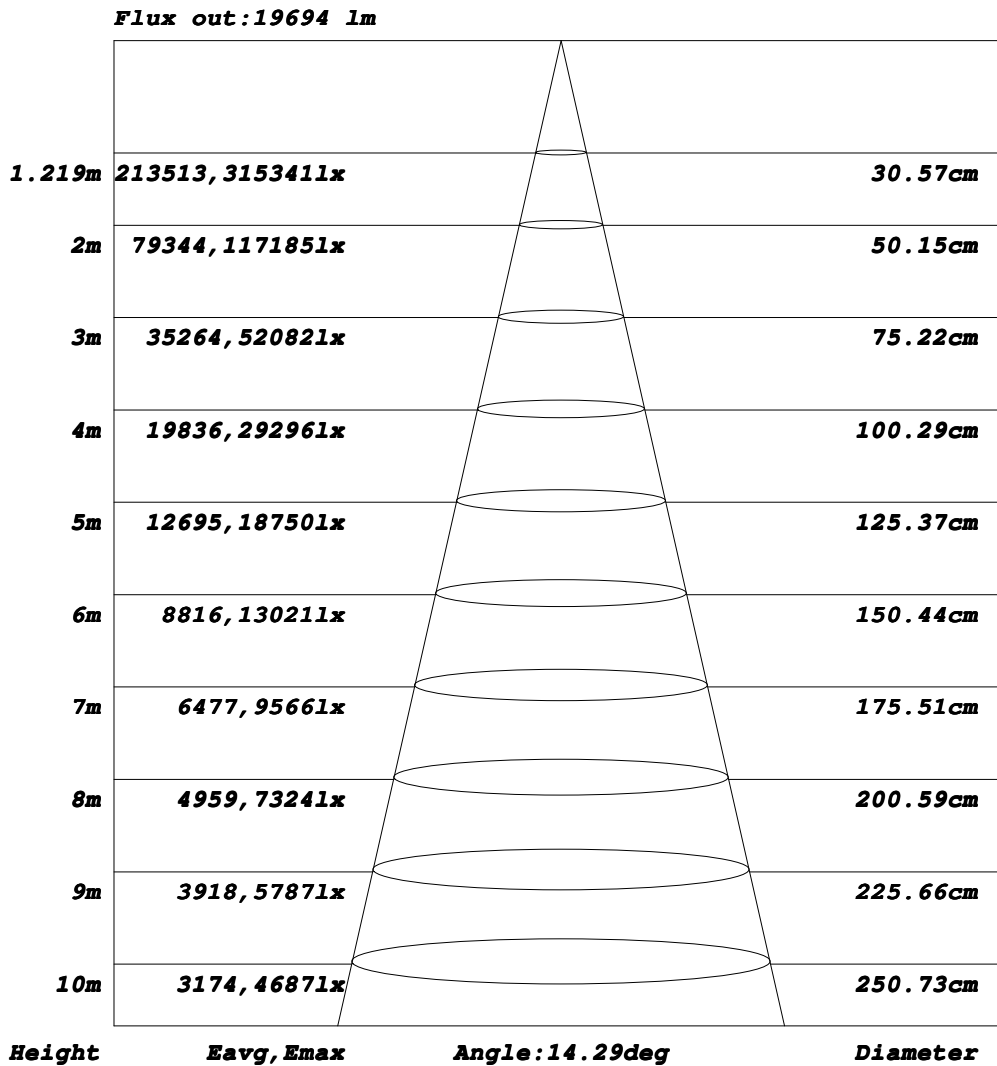 Flux out:19694 lm
1.219m 213513,315341lx 30.57cm
2m 79344,117185lx 50.15cm
3m 35264,52082lx 75.22cm
4m 19836,29296lx 100.29cm
5m 12695,18750lx 125.37cm
6m 8816,13021lx 150.44cm
7m 6477,9566lx 175.51cm
8m 4959,7324lx 200.59cm
9m 3918,5787lx 225.66cm
10m 3174,4687lx 250.73cm
Height Eavg,Emax Angle:14.29deg Diameter